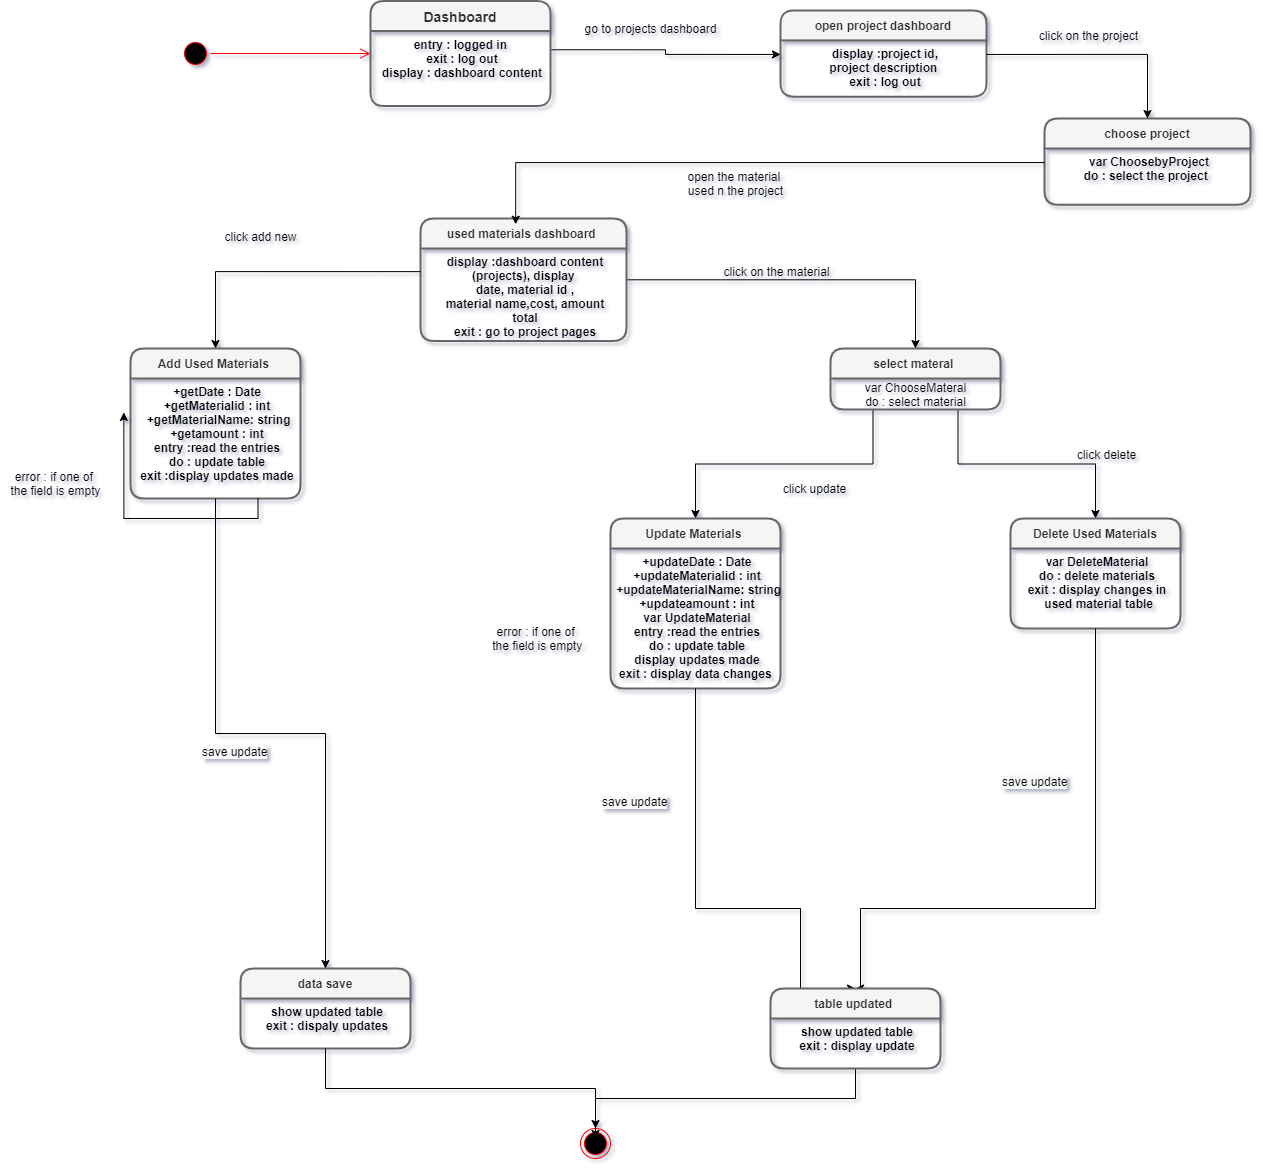 Dashboard
entry : logged in
exit : log out
display : dashboard content
go to projects dashboard
open project dashboard
display :project id,
project description
exit : log out
click on the project
choose project
var ChoosebyProject
do : select the project
open the material
used n the project
used materials dashboard
display :dashboard content
(projects), display
date, material id ,
material name,cost, amount
total
exit : go to project pages
click add new
click on the material
Add Used Materials
+getDate : Date
+getMaterialid : int
+getMaterialName: string
+getamount : int
entry :read the entries
do : update table
exit :display updates made
error : if one of
the field is empty
select materal
var ChooseMateral
do : select material
click update
click delete
Update Materials
+updateDate : Date
+updateMaterialid : int
+updateMaterialName: string
+updateamount : int
var UpdateMaterial
entry :read the entries
do : update table
display updates made
exit : display data changes
error : if one of
the field is empty
Delete Used Materials
var DeleteMaterial
do : delete materials
exit : display changes in
used material table
save update
save update
save update
data save
show updated table
exit : dispaly updates
table updated
show updated table
exit : display update